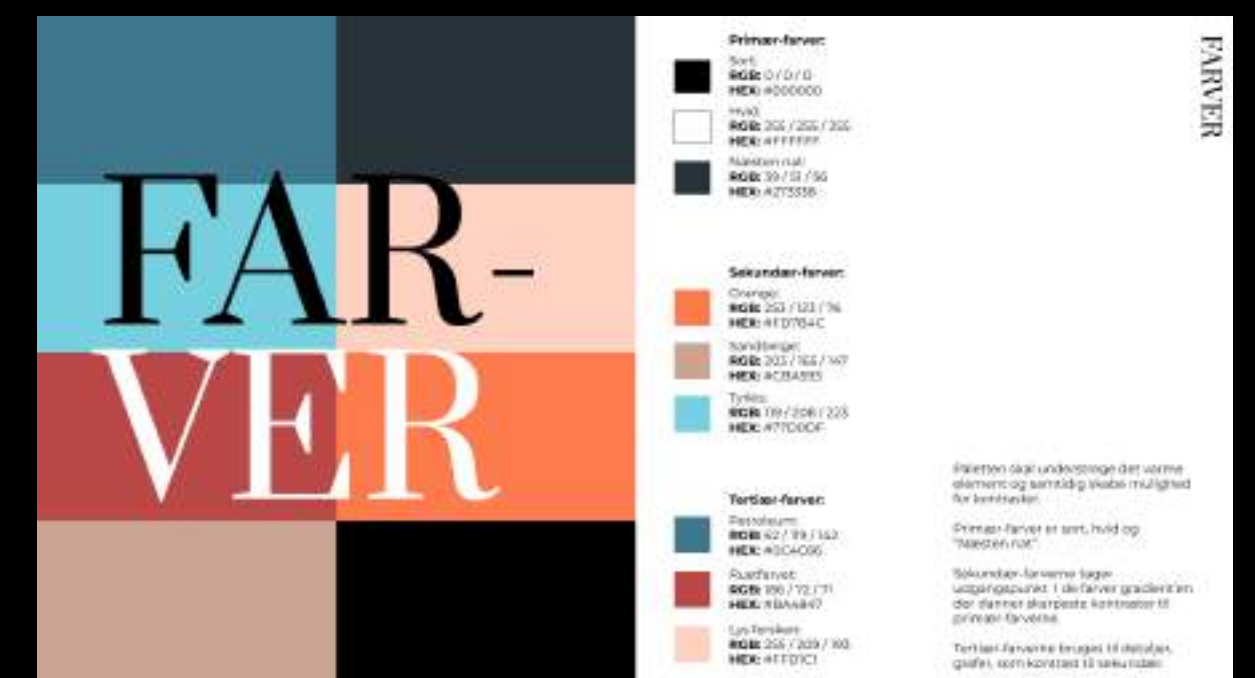 FAR-
VER
Primær-farver:
Sort:
RGB: 0 / 0 / 0
HEX: #000000
Hvid:
RGB: 255 / 255 / 255
HEX: #FFFFFF
Næsten nat:
RGB: 39 / 51 / 56
HEX: #273338
Sekundær-farver:
Orange:
RGB: 253 / 123 / 76
HEX: #FD7B4C
Sandbeige:
RGB: 203 / 165 / 147
HEX: #CBA593
Tyrkis:
RGB: 119 / 208 / 223
HEX: #77D0DF
Tertiær-farver:
Petroleum:
RGB: 62 / 119 / 142
HEX:
Rustfarvet:
RGB: 186 / 72 / 71
HEX: #BA4847
Lys fersken:
RGB: 255 / 209 / 193
HEX: #FFD1C1
FARVER
Paletten skal understrege det varme
element og samtidig skabe mulighed
for kontraster.
Primær-farver er sort, hvid og
"Næsten nat".
Sekundær-farverne tager
udgangspunkt i de farver gradient'en
der danner skarpeste kontraster til
primær-farverne.
Tertiær-farverne bruges til detaljer,
grafer, som kontrast til sekundær.